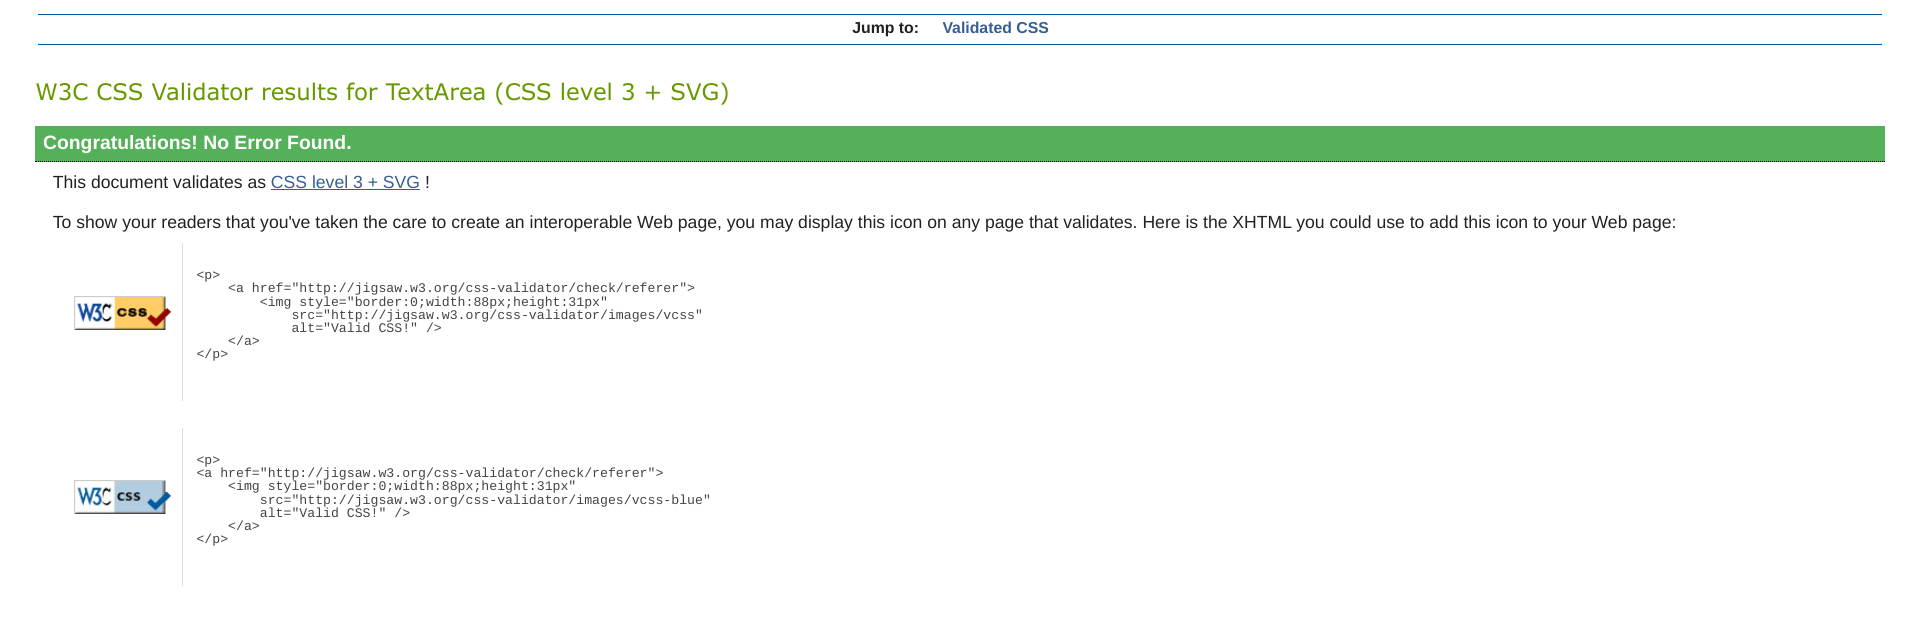 Jump to: Validated CSS
W3C CSS Validator results for TextArea (CSS level 3 + SVG)
Congratulations! No Error Found.
This document validates as CSS level 3 + SVG !
To show your readers that you've taken the care to create an interoperable Web page, you may display this icon on any page that validates. Here is the XHTML you could use to add this icon to your Web page:
W3C css
<p>
    <a href="http://jigsaw.w3.org/css-validator/check/referer">
        <img style="border:0;width:88px;height:31px"
            src="http://jigsaw.w3.org/css-validator/images/vcss"
            alt="Valid CSS!" />
    </a>
</p>
W3C css
<p>
<a href="http://jigsaw.w3.org/css-validator/check/referer">
    <img style="border:0;width:88px;height:31px"
        src="http://jigsaw.w3.org/css-validator/images/vcss-blue"
        alt="Valid CSS!" />
    </a>
</p>